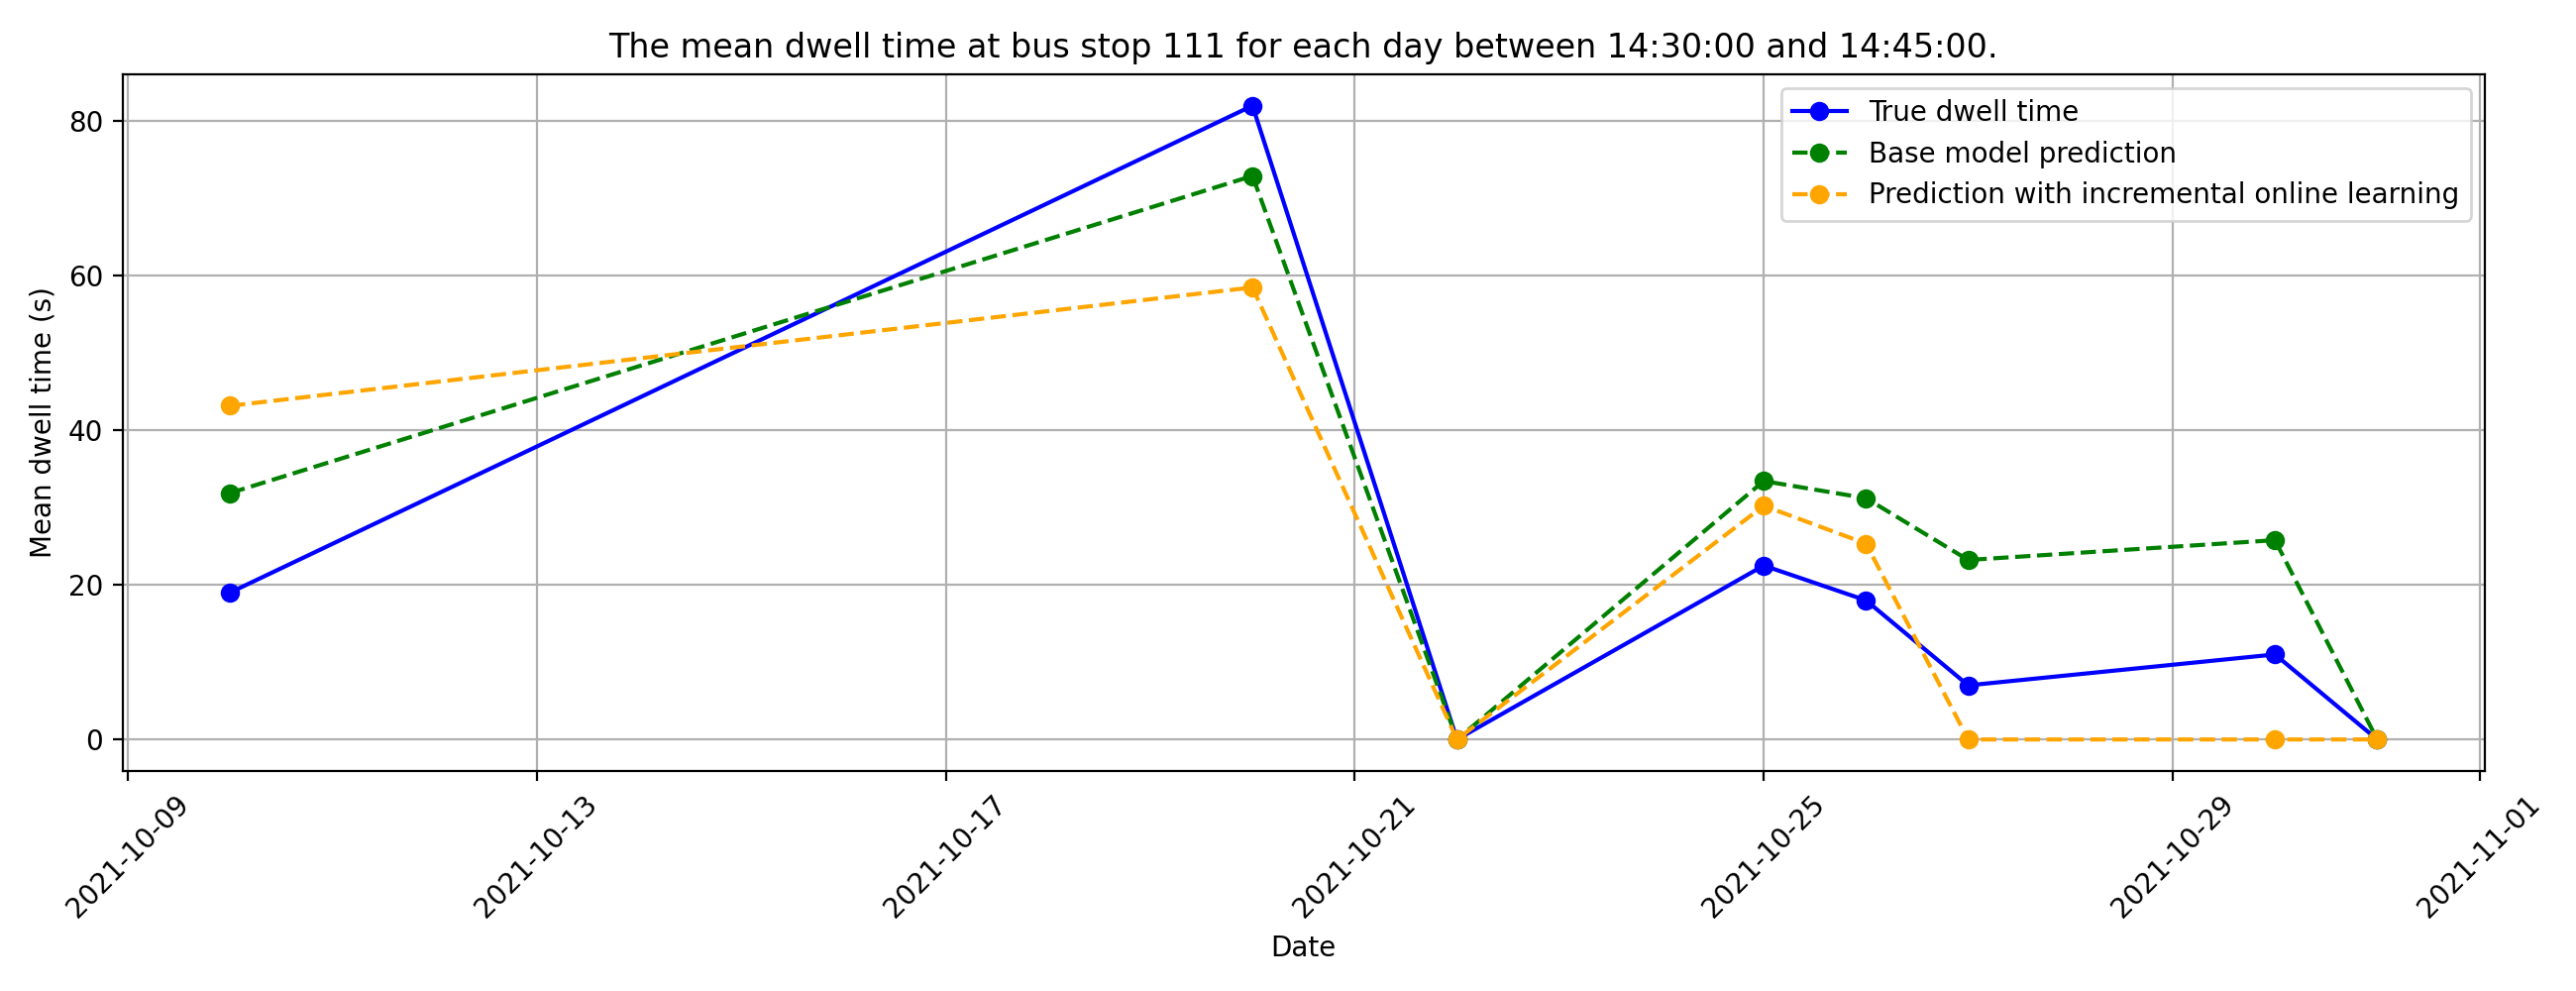 The mean dwell time at bus stop 111 for each day between 14:30:00 and 14:45:00.
True dwell time
Base model prediction
Prediction with incremental online learning
Mean dwell time (s)
80
60
40
20
0
2021-10-09
2021-10-13
2021-10-17
2021-10-21
2021-10-25
2021-10-29
2021-11-01
Date